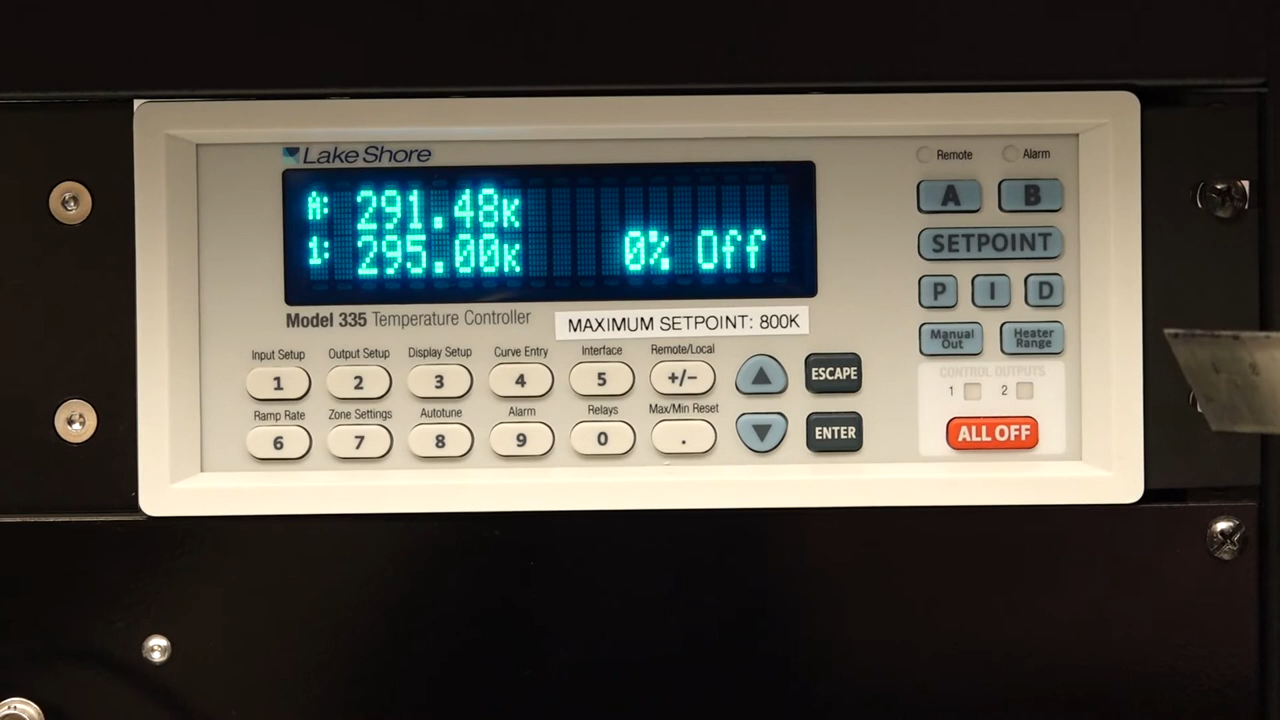 Lake Shore
A: 291.48K
1: 295.00K 0% Off
Model 335 Temperature Controller
MAXIMUM SETPOINT: 800K
Input Setup Output Setup Display Setup Curve Entry Interface Remote/Local
1 2 3 4 5 +/− ESCAPE
Ramp Rate Zone Settings Autotune Alarm Relays Max/Min Reset
6 7 8 9 0 . ENTER
Remote Alarm
A B
SETPOINT
P I D
Manual Out Heater Range
CONTROL OUTPUTS
1 2
ALL OFF